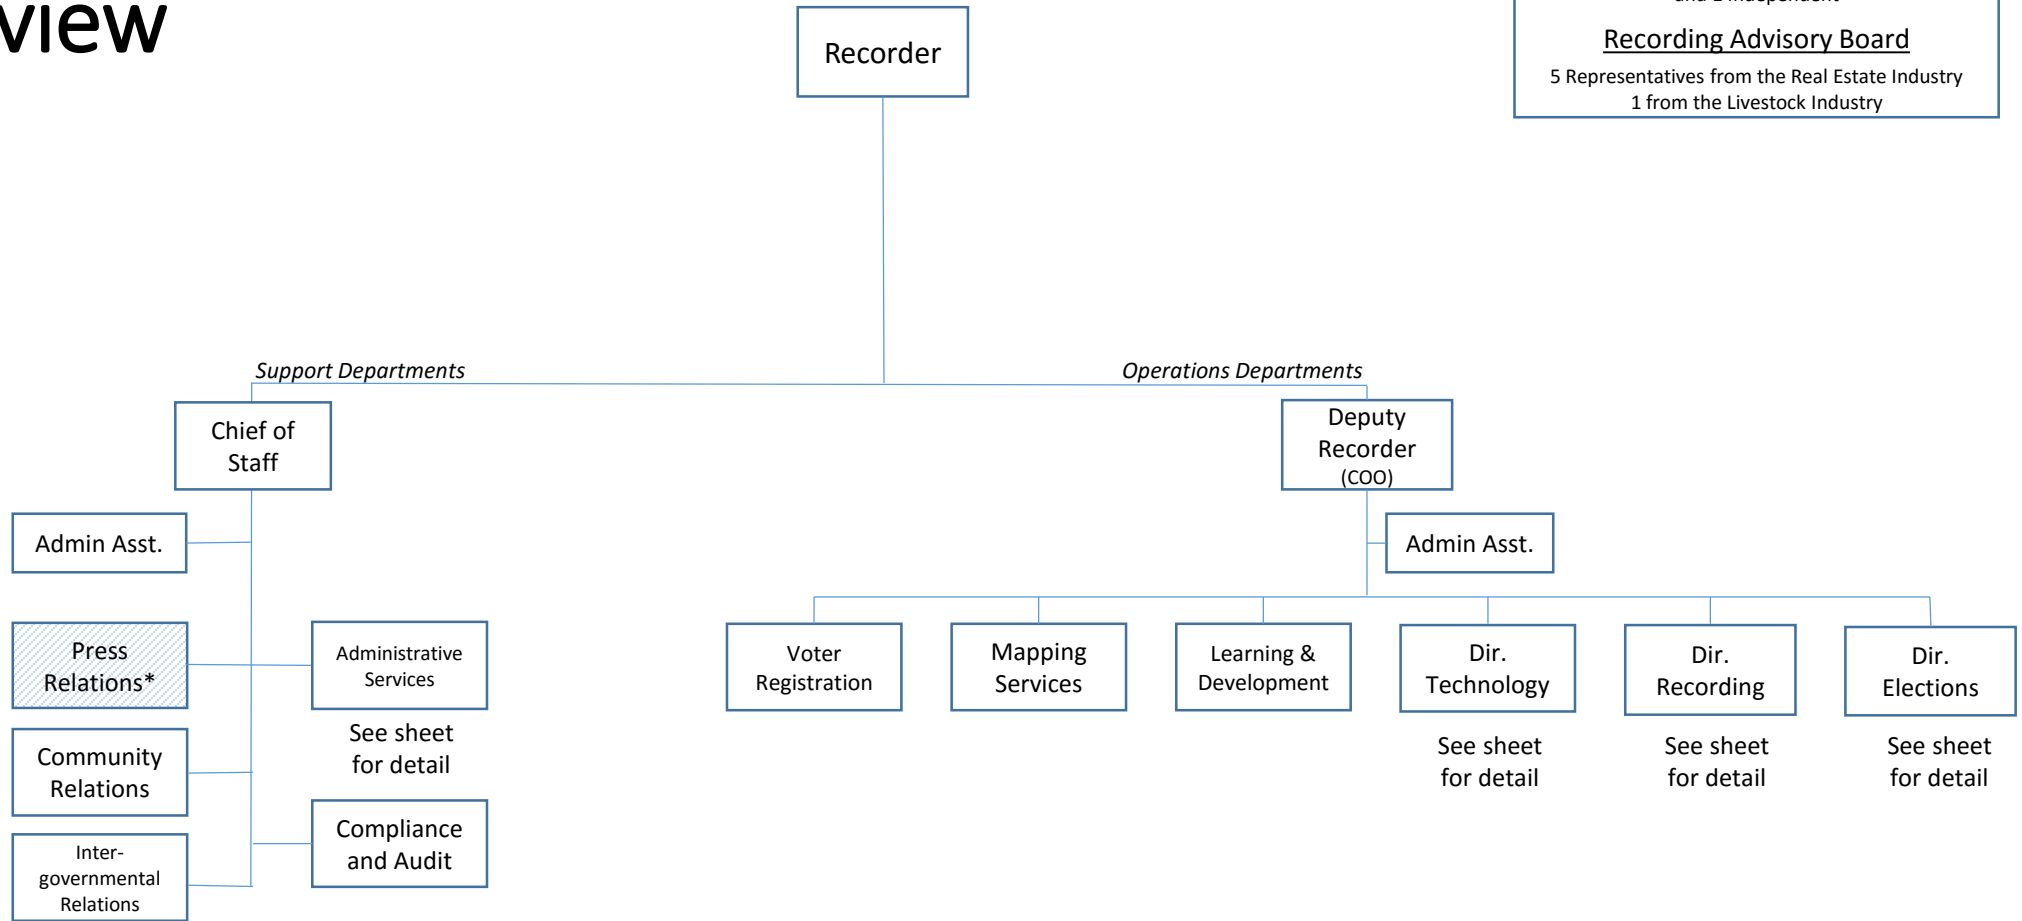 view
Recorder
Recording Advisory Board
5 Representatives from the Real Estate Industry
1 from the Livestock Industry
Support Departments
Operations Departments
Chief of
Staff
Deputy
Recorder
(COO)
Admin Asst.
Admin Asst.
Press
Relations*
Administrative
Services
See sheet
for detail
Community
Relations
Compliance
and Audit
Inter-
governmental
Relations
Voter
Registration
Mapping
Services
Learning &
Development
Dir.
Technology
See sheet
for detail
Dir.
Recording
See sheet
for detail
Dir.
Elections
See sheet
for detail